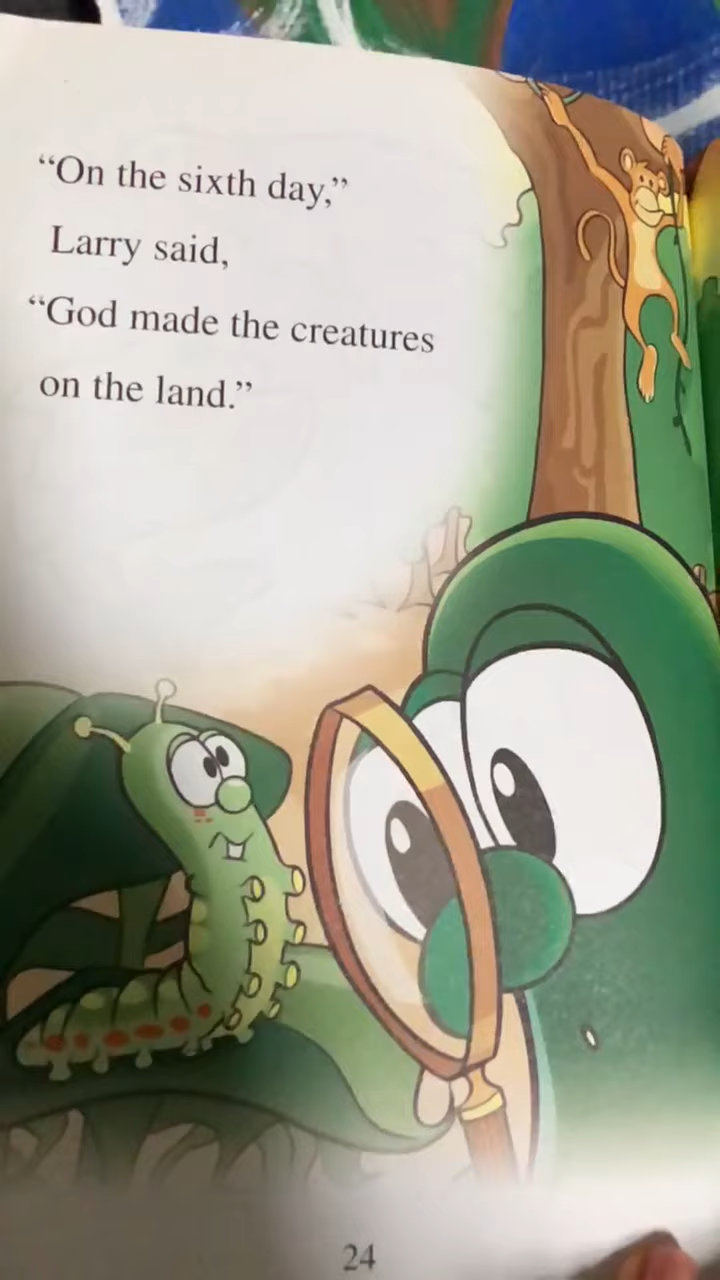 “On the sixth day,”
Larry said,
“God made the creatures
on the land.”
24